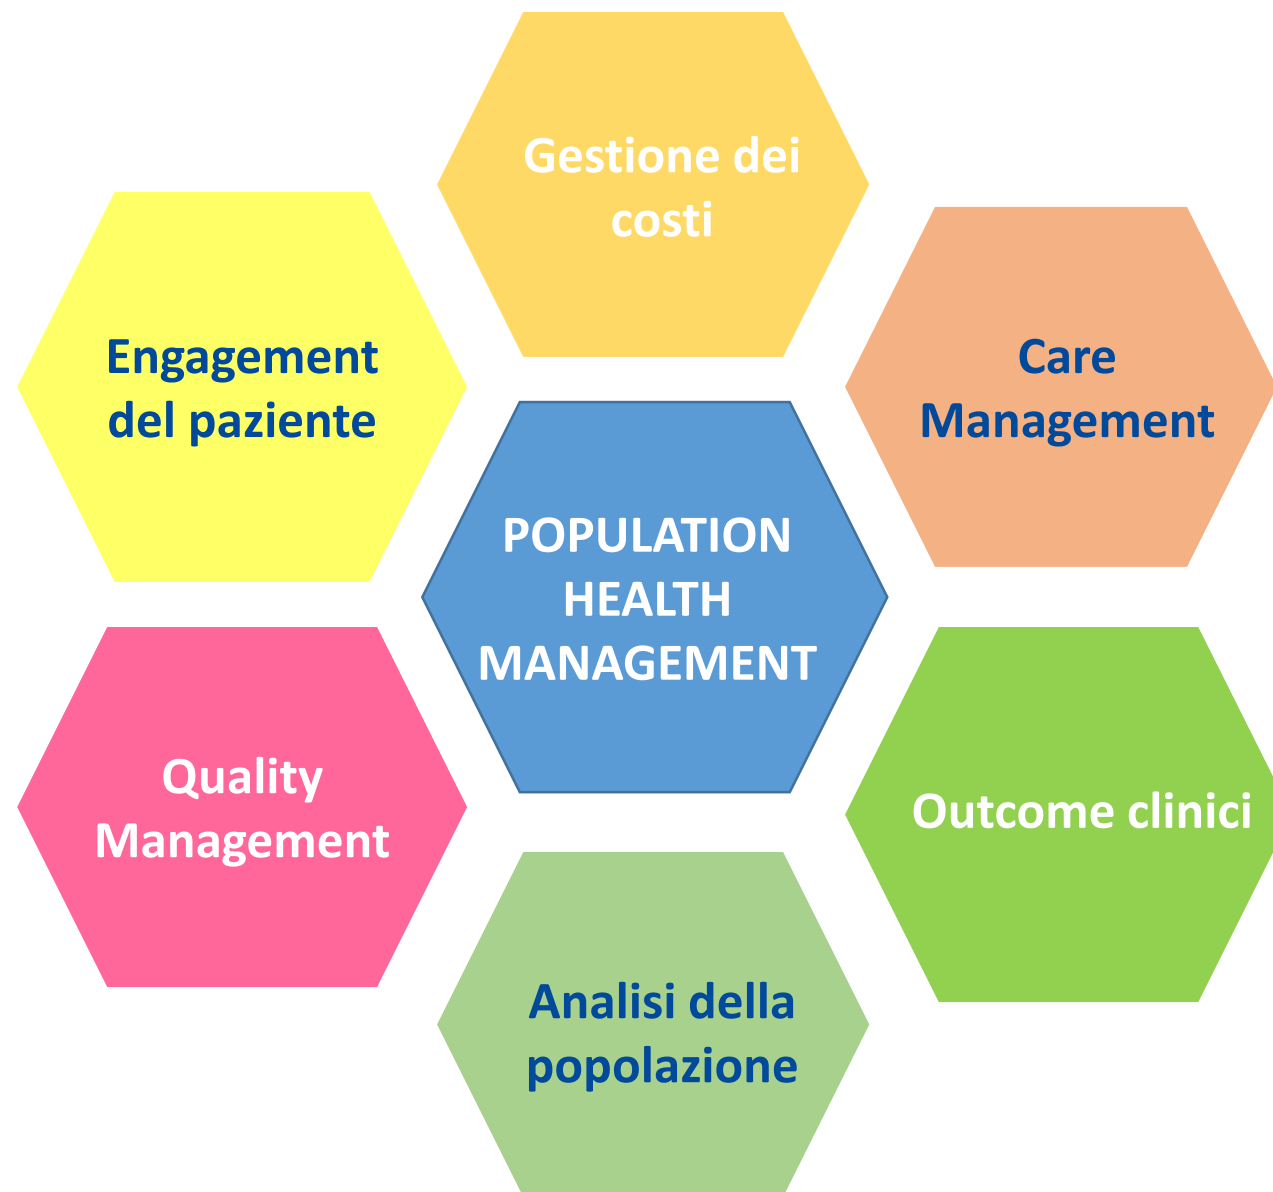 Gestione dei
costi
Engagement
del paziente
Care
Management
POPULATION
HEALTH
MANAGEMENT
Quality
Management
Outcome clinici
Analisi della
popolazione